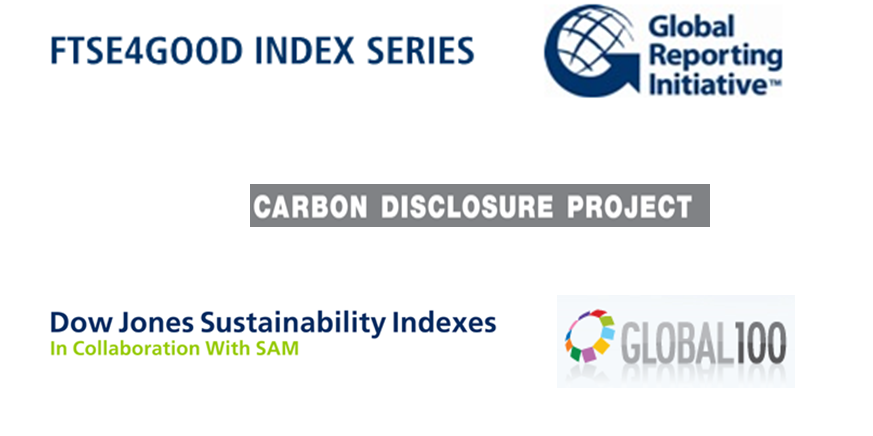 FTSE4GOOD INDEX SERIES
Global
Reporting
Initiative™
CARBON DISCLOSURE PROJECT
Dow Jones Sustainability Indexes
In Collaboration With SAM
GLOBAL100